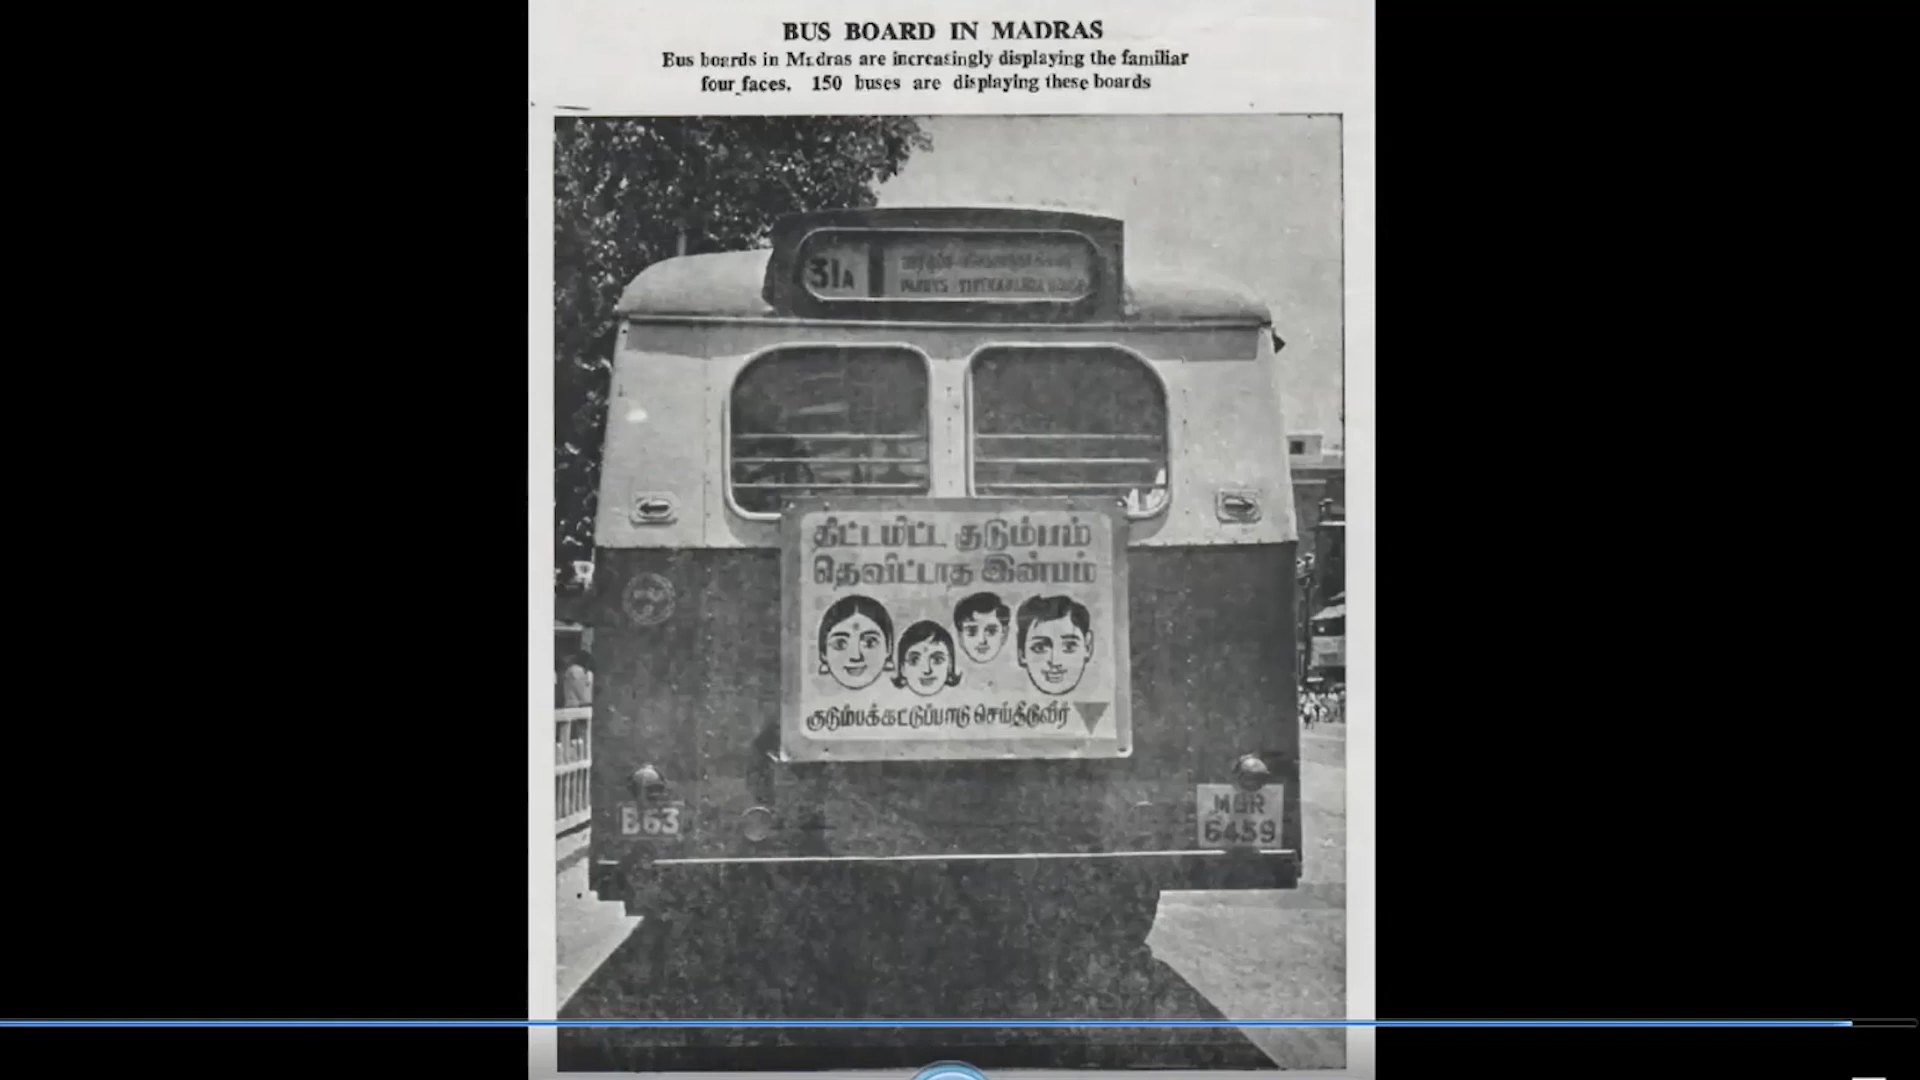 BUS BOARD IN MADRAS
Bus boards in Madras are increasingly displaying the familiar
four faces. 150 buses are displaying these boards
31A
திட்டமிட்ட குடும்பம்
தெவிட்டாத இன்பம்
குடும்பக்கட்டுப்பாடு செய்திடுவீர்
B63
6459